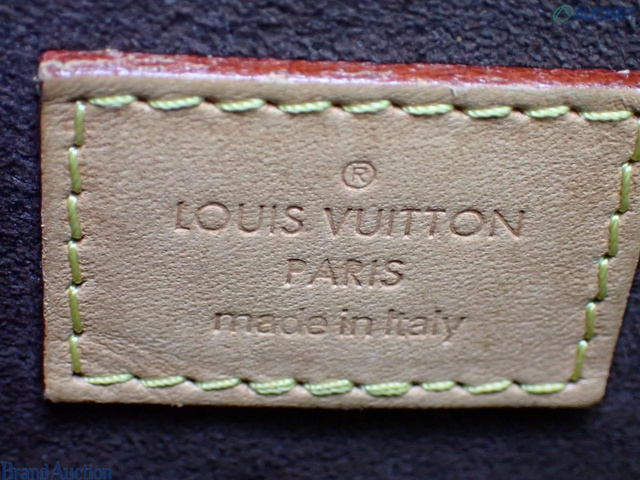 ®
LOUIS VUITTON
PARIS
made in Italy
Brand Auction